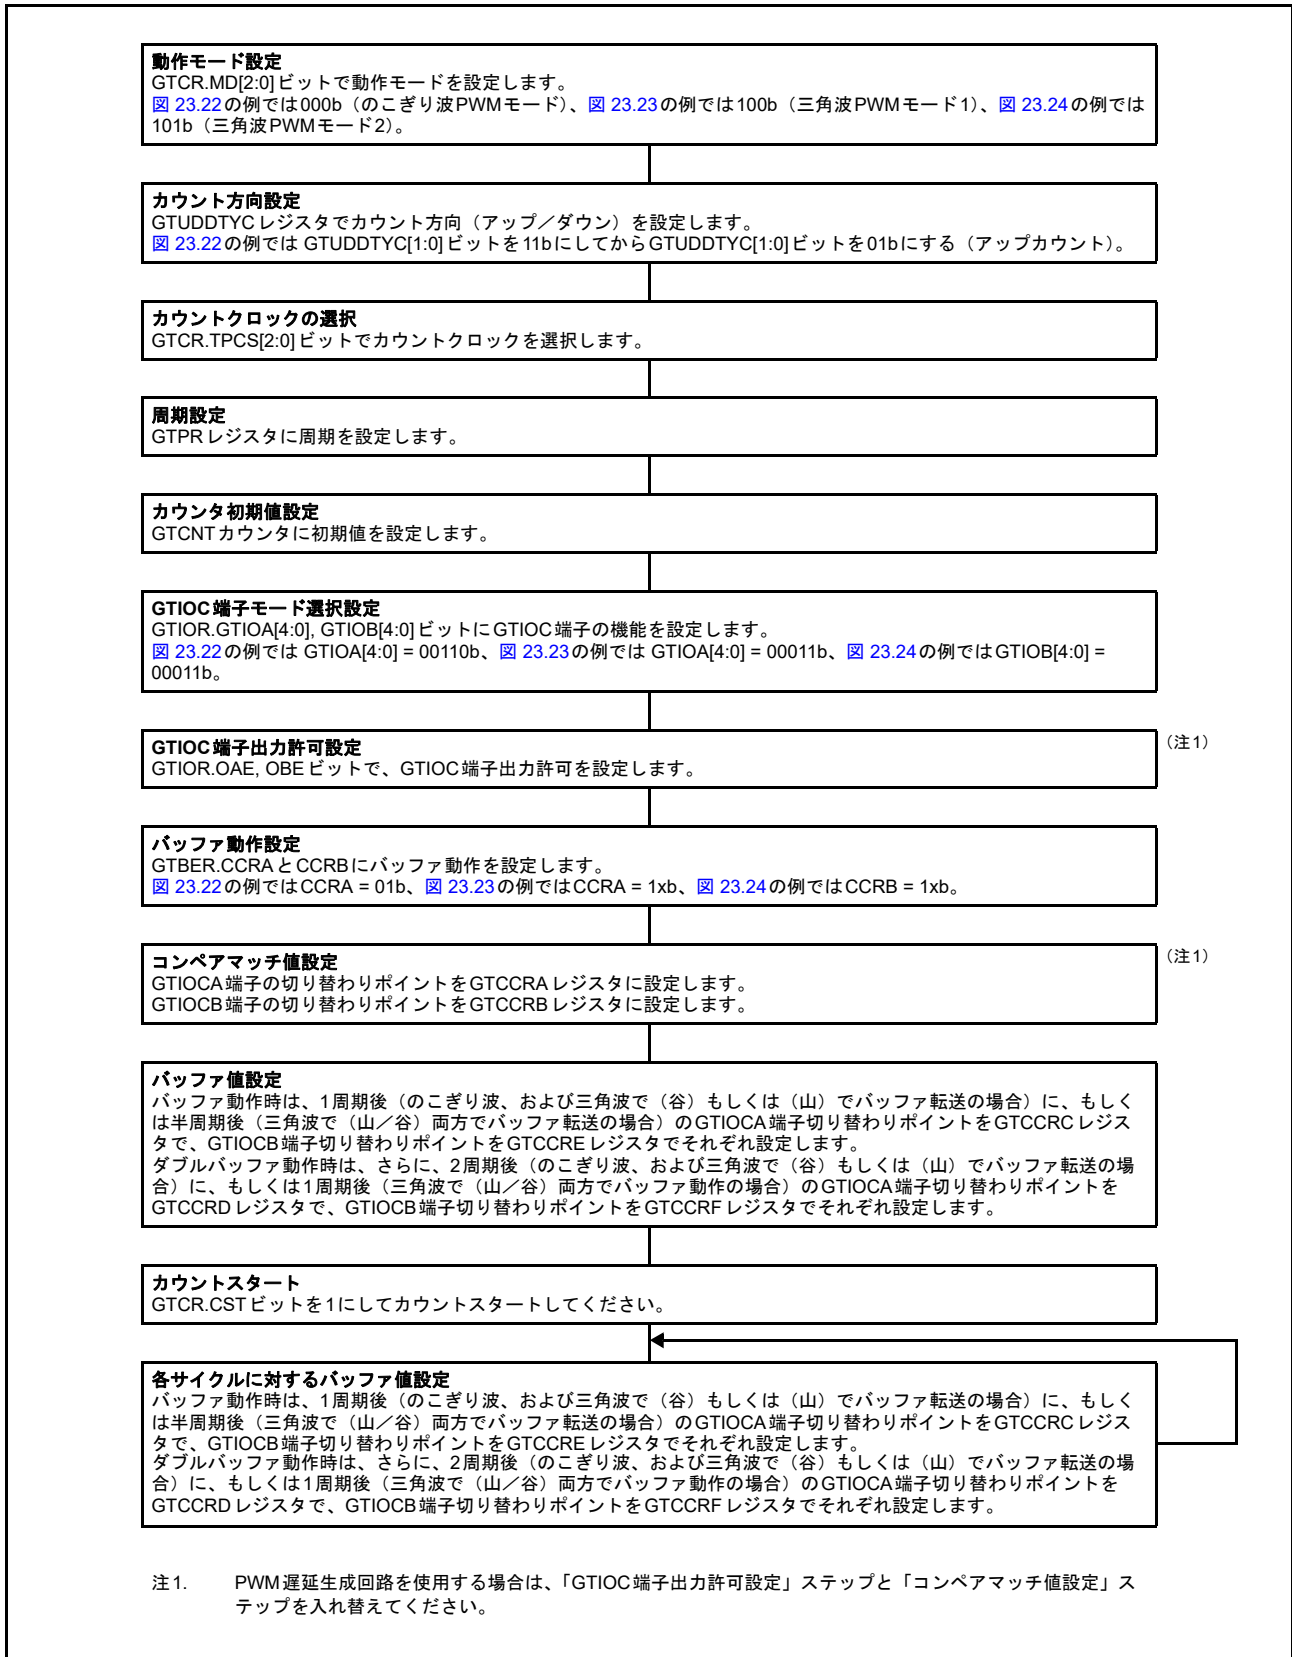 動作モード設定
GTCR.MD[2:0]ビットで動作モードを設定します。
図 23.22の例では000b（のこぎり波PWMモード）、図 23.23の例では100b（三角波PWMモード1）、図 23.24の例では
101b（三角波PWMモード2）。
カウント方向設定
GTUDDTYCレジスタでカウント方向（アップ／ダウン）を設定します。
図 23.22の例では GTUDDTYC[1:0]ビットを11bにしてからGTUDDTYC[1:0]ビットを01bにする（アップカウント）。
カウントクロックの選択
GTCR.TPCS[2:0]ビットでカウントクロックを選択します。
周期設定
GTPRレジスタに周期を設定します。
カウンタ初期値設定
GTCNTカウンタに初期値を設定します。
GTIOC端子モード選択設定
GTIOR.GTIOA[4:0], GTIOB[4:0]ビットにGTIOC端子の機能を設定します。
図 23.22の例では GTIOA[4:0] = 00110b、図 23.23の例では GTIOA[4:0] = 00011b、図 23.24の例ではGTIOB[4:0] =
00011b。
GTIOC端子出力許可設定 （注1）
GTIOR.OAE, OBEビットで、GTIOC端子出力許可を設定します。
バッファ動作設定
GTBER.CCRAとCCRBにバッファ動作を設定します。
図 23.22の例ではCCRA = 01b、図 23.23の例ではCCRA = 1xb、図 23.24の例ではCCRB = 1xb。
コンペアマッチ値設定 （注1）
GTIOCA端子の切り替わりポイントをGTCCRAレジスタに設定します。
GTIOCB端子の切り替わりポイントをGTCCRBレジスタに設定します。
バッファ値設定
バッファ動作時は、1周期後（のこぎり波、および三角波で（谷）もしくは（山）でバッファ転送の場合）に、もしく
は半周期後（三角波で（山／谷）両方でバッファ転送の場合）のGTIOCA端子切り替わりポイントをGTCCRCレジス
タで、GTIOCB端子切り替わりポイントをGTCCREレジスタでそれぞれ設定します。
ダブルバッファ動作時は、さらに、2周期後（のこぎり波、および三角波で（谷）もしくは（山）でバッファ転送の場
合）に、もしくは1周期後（三角波で（山／谷）両方でバッファ動作の場合）のGTIOCA端子切り替わりポイントを
GTCCRDレジスタで、GTIOCB端子切り替わりポイントをGTCCRFレジスタでそれぞれ設定します。
カウントスタート
GTCR.CSTビットを1にしてカウントスタートしてください。
各サイクルに対するバッファ値設定
バッファ動作時は、1周期後（のこぎり波、および三角波で（谷）もしくは（山）でバッファ転送の場合）に、もしく
は半周期後（三角波で（山／谷）両方でバッファ転送の場合）のGTIOCA端子切り替わりポイントをGTCCRCレジス
タで、GTIOCB端子切り替わりポイントをGTCCREレジスタでそれぞれ設定します。
ダブルバッファ動作時は、さらに、2周期後（のこぎり波、および三角波で（谷）もしくは（山）でバッファ転送の場
合）に、もしくは1周期後（三角波で（山／谷）両方でバッファ動作の場合）のGTIOCA端子切り替わりポイントを
GTCCRDレジスタで、GTIOCB端子切り替わりポイントをGTCCRFレジスタでそれぞれ設定します。
注1. PWM遅延生成回路を使用する場合は、「GTIOC端子出力許可設定」ステップと「コンペアマッチ値設定」ス
テップを入れ替えてください。